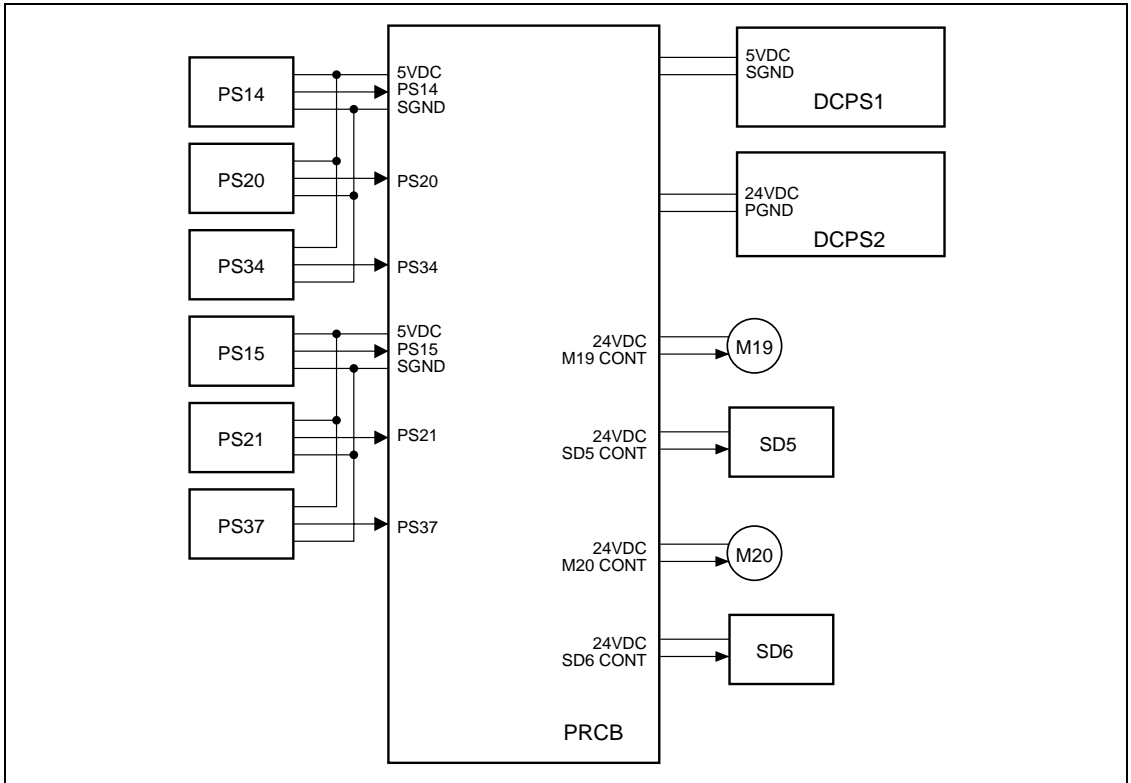 PS14
PS20
PS34
PS15
PS21
PS37
5VDC
PS14
SGND
PS20
PS34
5VDC
PS15
SGND
PS21
PS37
PRCB
5VDC
SGND
DCPS1
24VDC
PGND
DCPS2
24VDC
M19 CONT
M19
24VDC
SD5 CONT
SD5
24VDC
M20 CONT
M20
24VDC
SD6 CONT
SD6